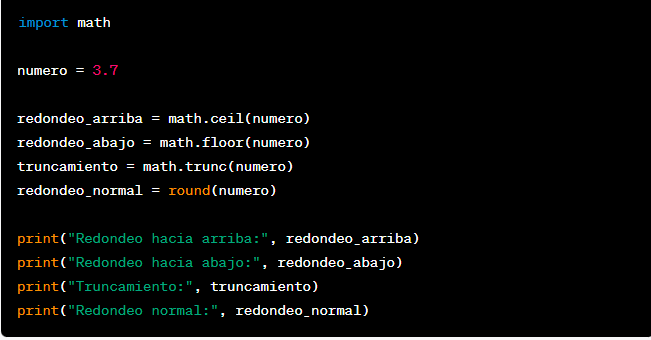 import math
numero = 3.7
redondeo_arriba = math.ceil(numero)
redondeo_abajo = math.floor(numero)
truncamiento = math.trunc(numero)
redondeo_normal = round(numero)
print("Redondeo hacia arriba:", redondeo_arriba)
print("Redondeo hacia abajo:", redondeo_abajo)
print("Truncamiento:", truncamiento)
print("Redondeo normal:", redondeo_normal)